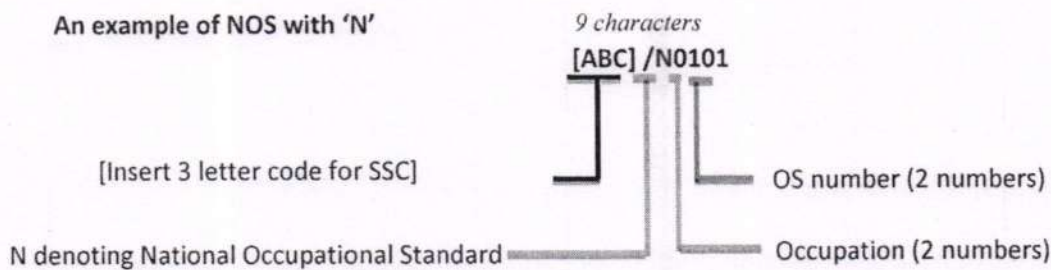 An example of NOS with ‘N’
9 characters
[ABC] /N0101
[Insert 3 letter code for SSC]
OS number (2 numbers)
N denoting National Occupational Standard
Occupation (2 numbers)